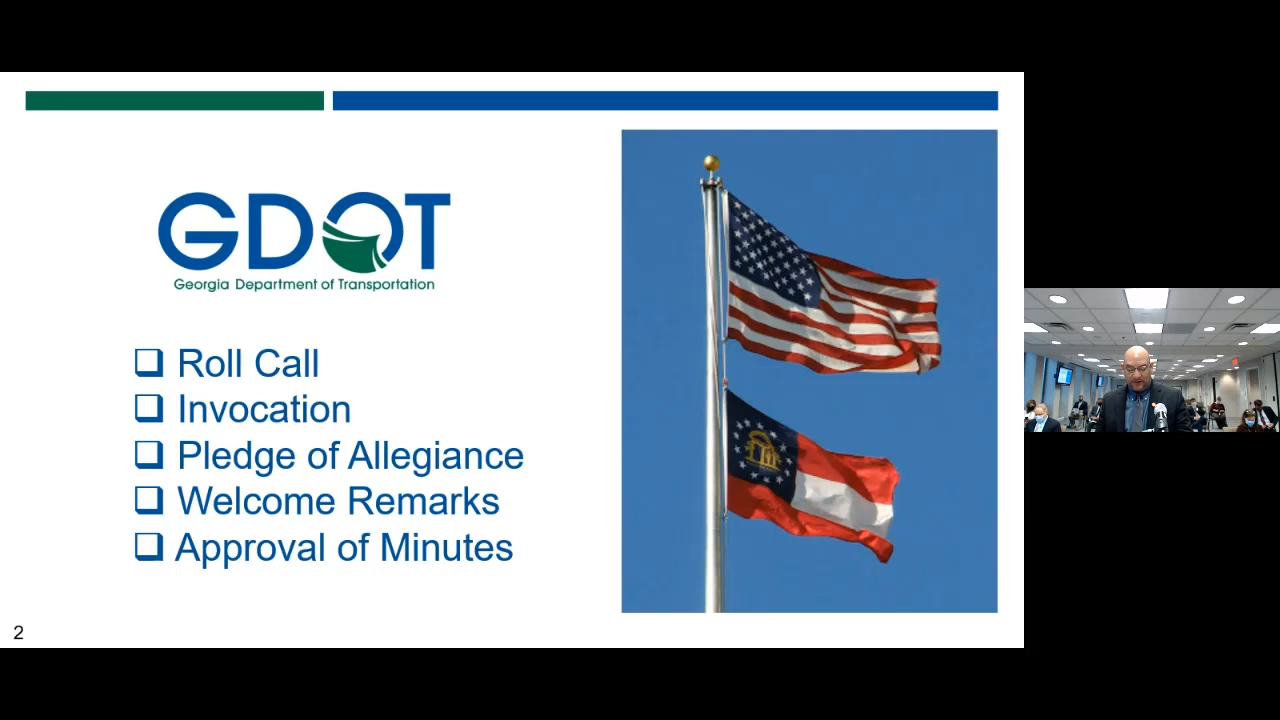 GDOT
Georgia Department of Transportation
❑ Roll Call
❑ Invocation
❑ Pledge of Allegiance
❑ Welcome Remarks
❑ Approval of Minutes
2